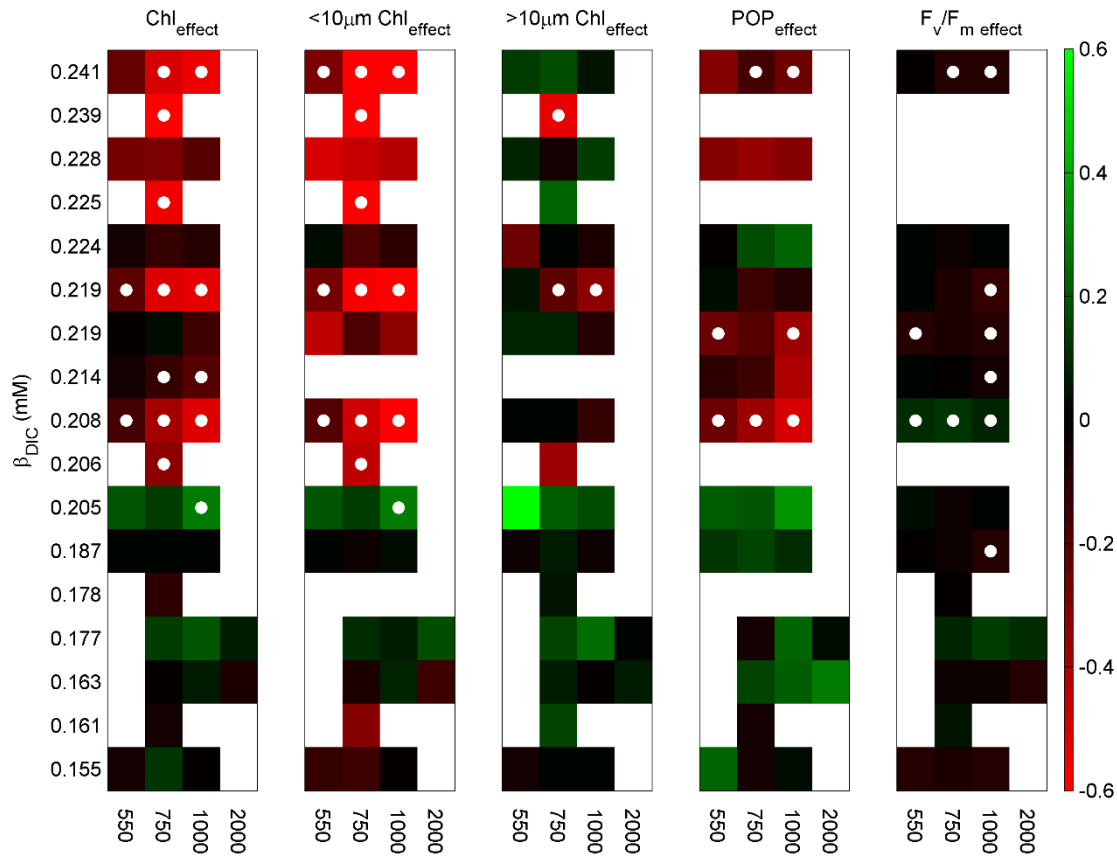 Chl effect
<10μm Chl effect
>10μm Chl effect
POP effect
Fv/Fm effect
β DIC (mM)
0.241
0.239
0.228
0.225
0.224
0.219
0.219
0.214
0.208
0.206
0.205
0.187
0.178
0.177
0.163
0.161
0.155
550 750 1000 2000
550 750 1000 2000
550 750 1000 2000
550 750 1000 2000
550 750 1000 2000
0.6
0.4
0.2
0
-0.2
-0.4
-0.6